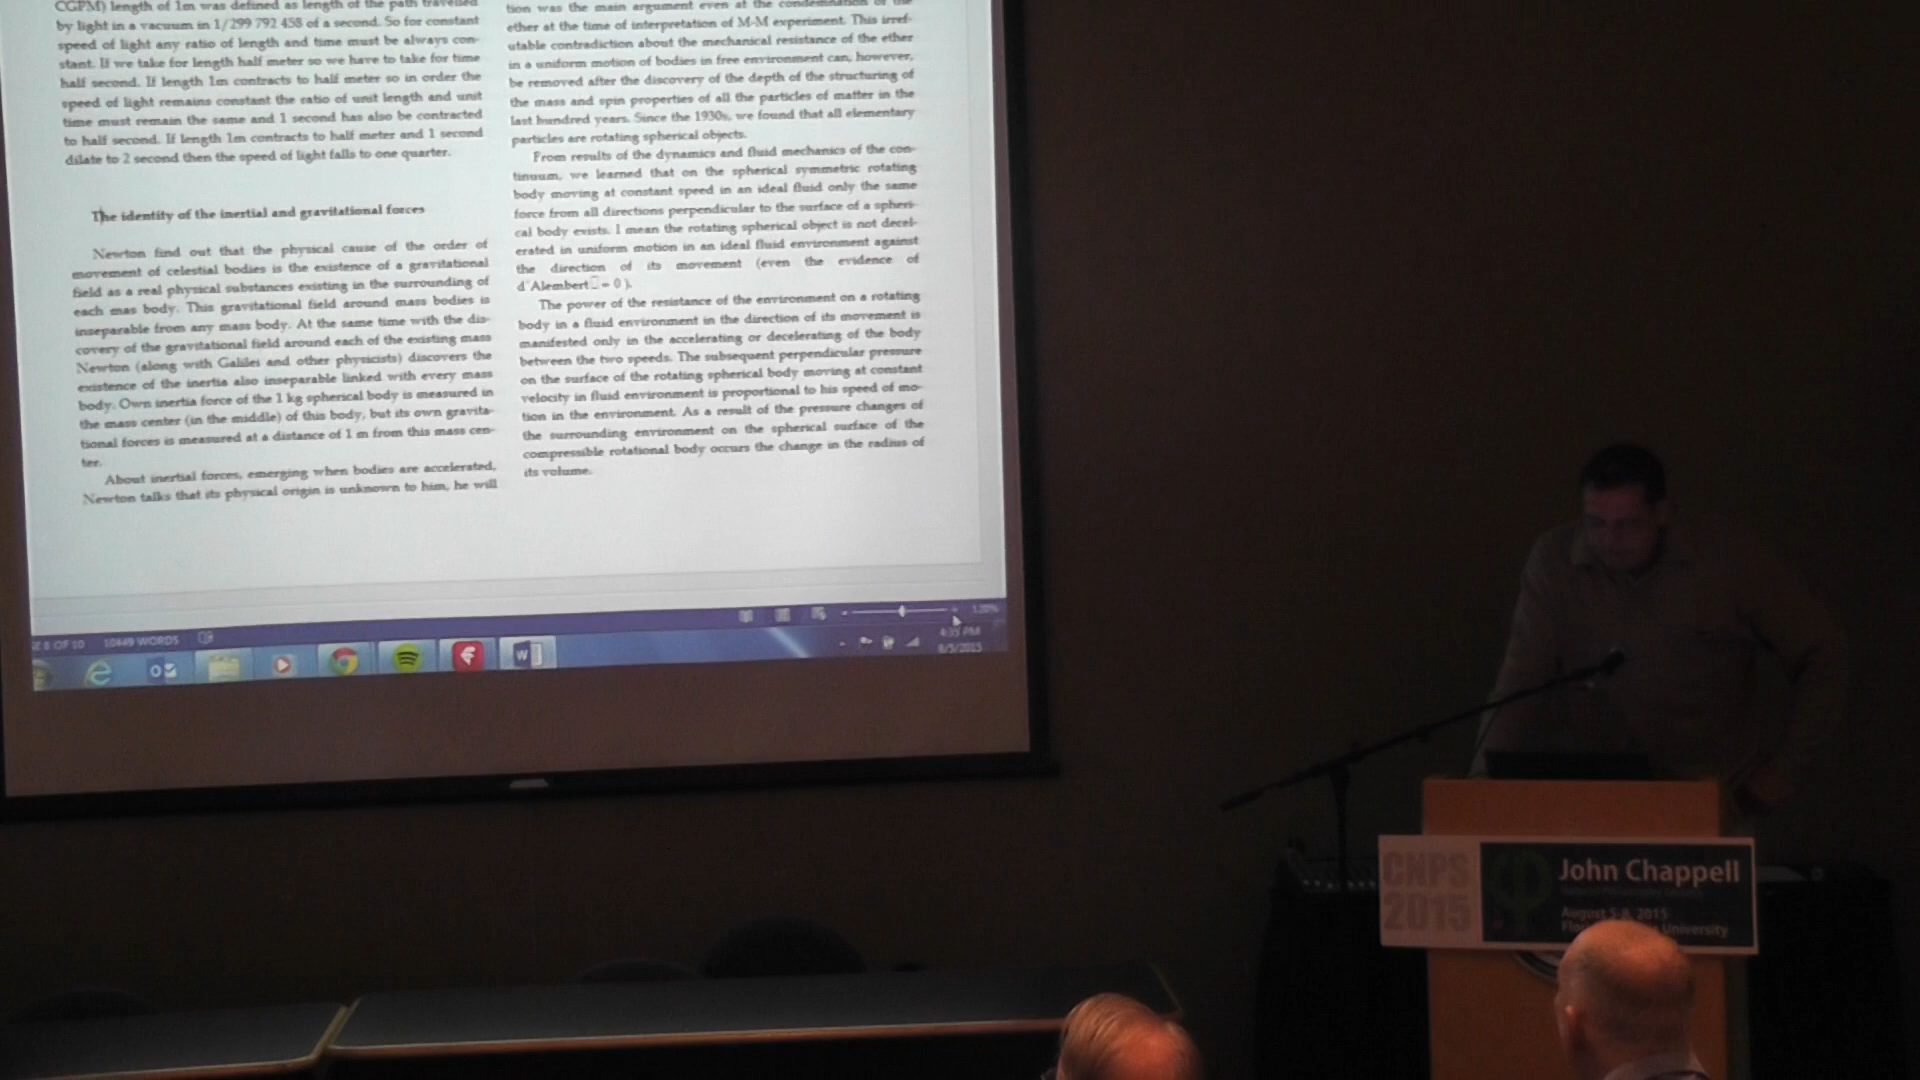 CGPM) length of 1m was defined as length of the path travelled
by light in a vacuum in 1/299 792 458 of a second. So for constant
speed of light any ratio of length and time must be always con-
stant. If we take for length half meter so we have to take for time
half second. If length 1m contracts to half meter so in order the
speed of light remains constant the ratio of unit length and unit
time must remain the same and 1 second has also be contracted
to half second. If length 1m contracts to half meter and 1 second
dilate to 2 second then the speed of light falls to one quarter.
The identity of the inertial and gravitational forces
Newton find out that the physical cause of the order of
movement of celestial bodies is the existence of a gravitational
field as a real physical substances existing in the surrounding of
each mas body. This gravitational field around mass bodies is
inseparable from any mass body. At the same time with the dis-
covery of the gravitational field around each of the existing mass
Newton (along with Galilei and other physicists) discovers the
existence of the inertia also inseparable linked with every mass
body. Own inertia force of the 1 kg spherical body is measured in
the mass center (in the middle) of this body, but its own gravita-
tional forces is measured at a distance of 1 m from this mass cen-
ter.
About inertial forces, emerging when bodies are accelerated,
Newton talks that its physical origin is unknown to him, he will
tion was the main argument even at the condemnation of the
ether at the time of interpretation of M-M experiment. This irref-
utable contradiction about the mechanical resistance of the ether
in a uniform motion of bodies in free environment can, however,
be removed after the discovery of the depth of the structuring of
the mass and spin properties of all the particles of matter in the
last hundred years. Since the 1930s, we found that all elementary
particles are rotating spherical objects.
From results of the dynamics and fluid mechanics of the con-
tinuum, we learned that on the spherical symmetric rotating
body moving at constant speed in an ideal fluid only the same
force from all directions perpendicular to the surface of a spheri-
cal body exists. I mean the rotating spherical object is not decel-
erated in uniform motion in an ideal fluid environment against
the direction of its movement (even the evidence of
d'Alembert = 0 ).
The power of the resistance of the environment on a rotating
body in a fluid environment in the direction of its movement is
manifested only in the accelerating or decelerating of the body
between the two speeds. The subsequent perpendicular pressure
on the surface of the rotating spherical body moving at constant
velocity in fluid environment is proportional to his speed of mo-
tion in the environment. As a result of the pressure changes of
the surrounding environment on the spherical surface of the
compressible rotational body occurs the change in the radius of
its volume.
8 OF 10 10449 WORDS
120%
4:35 PM
8/5/2015
CNPS
2015
John Chappell
August 5-8, 2015
University